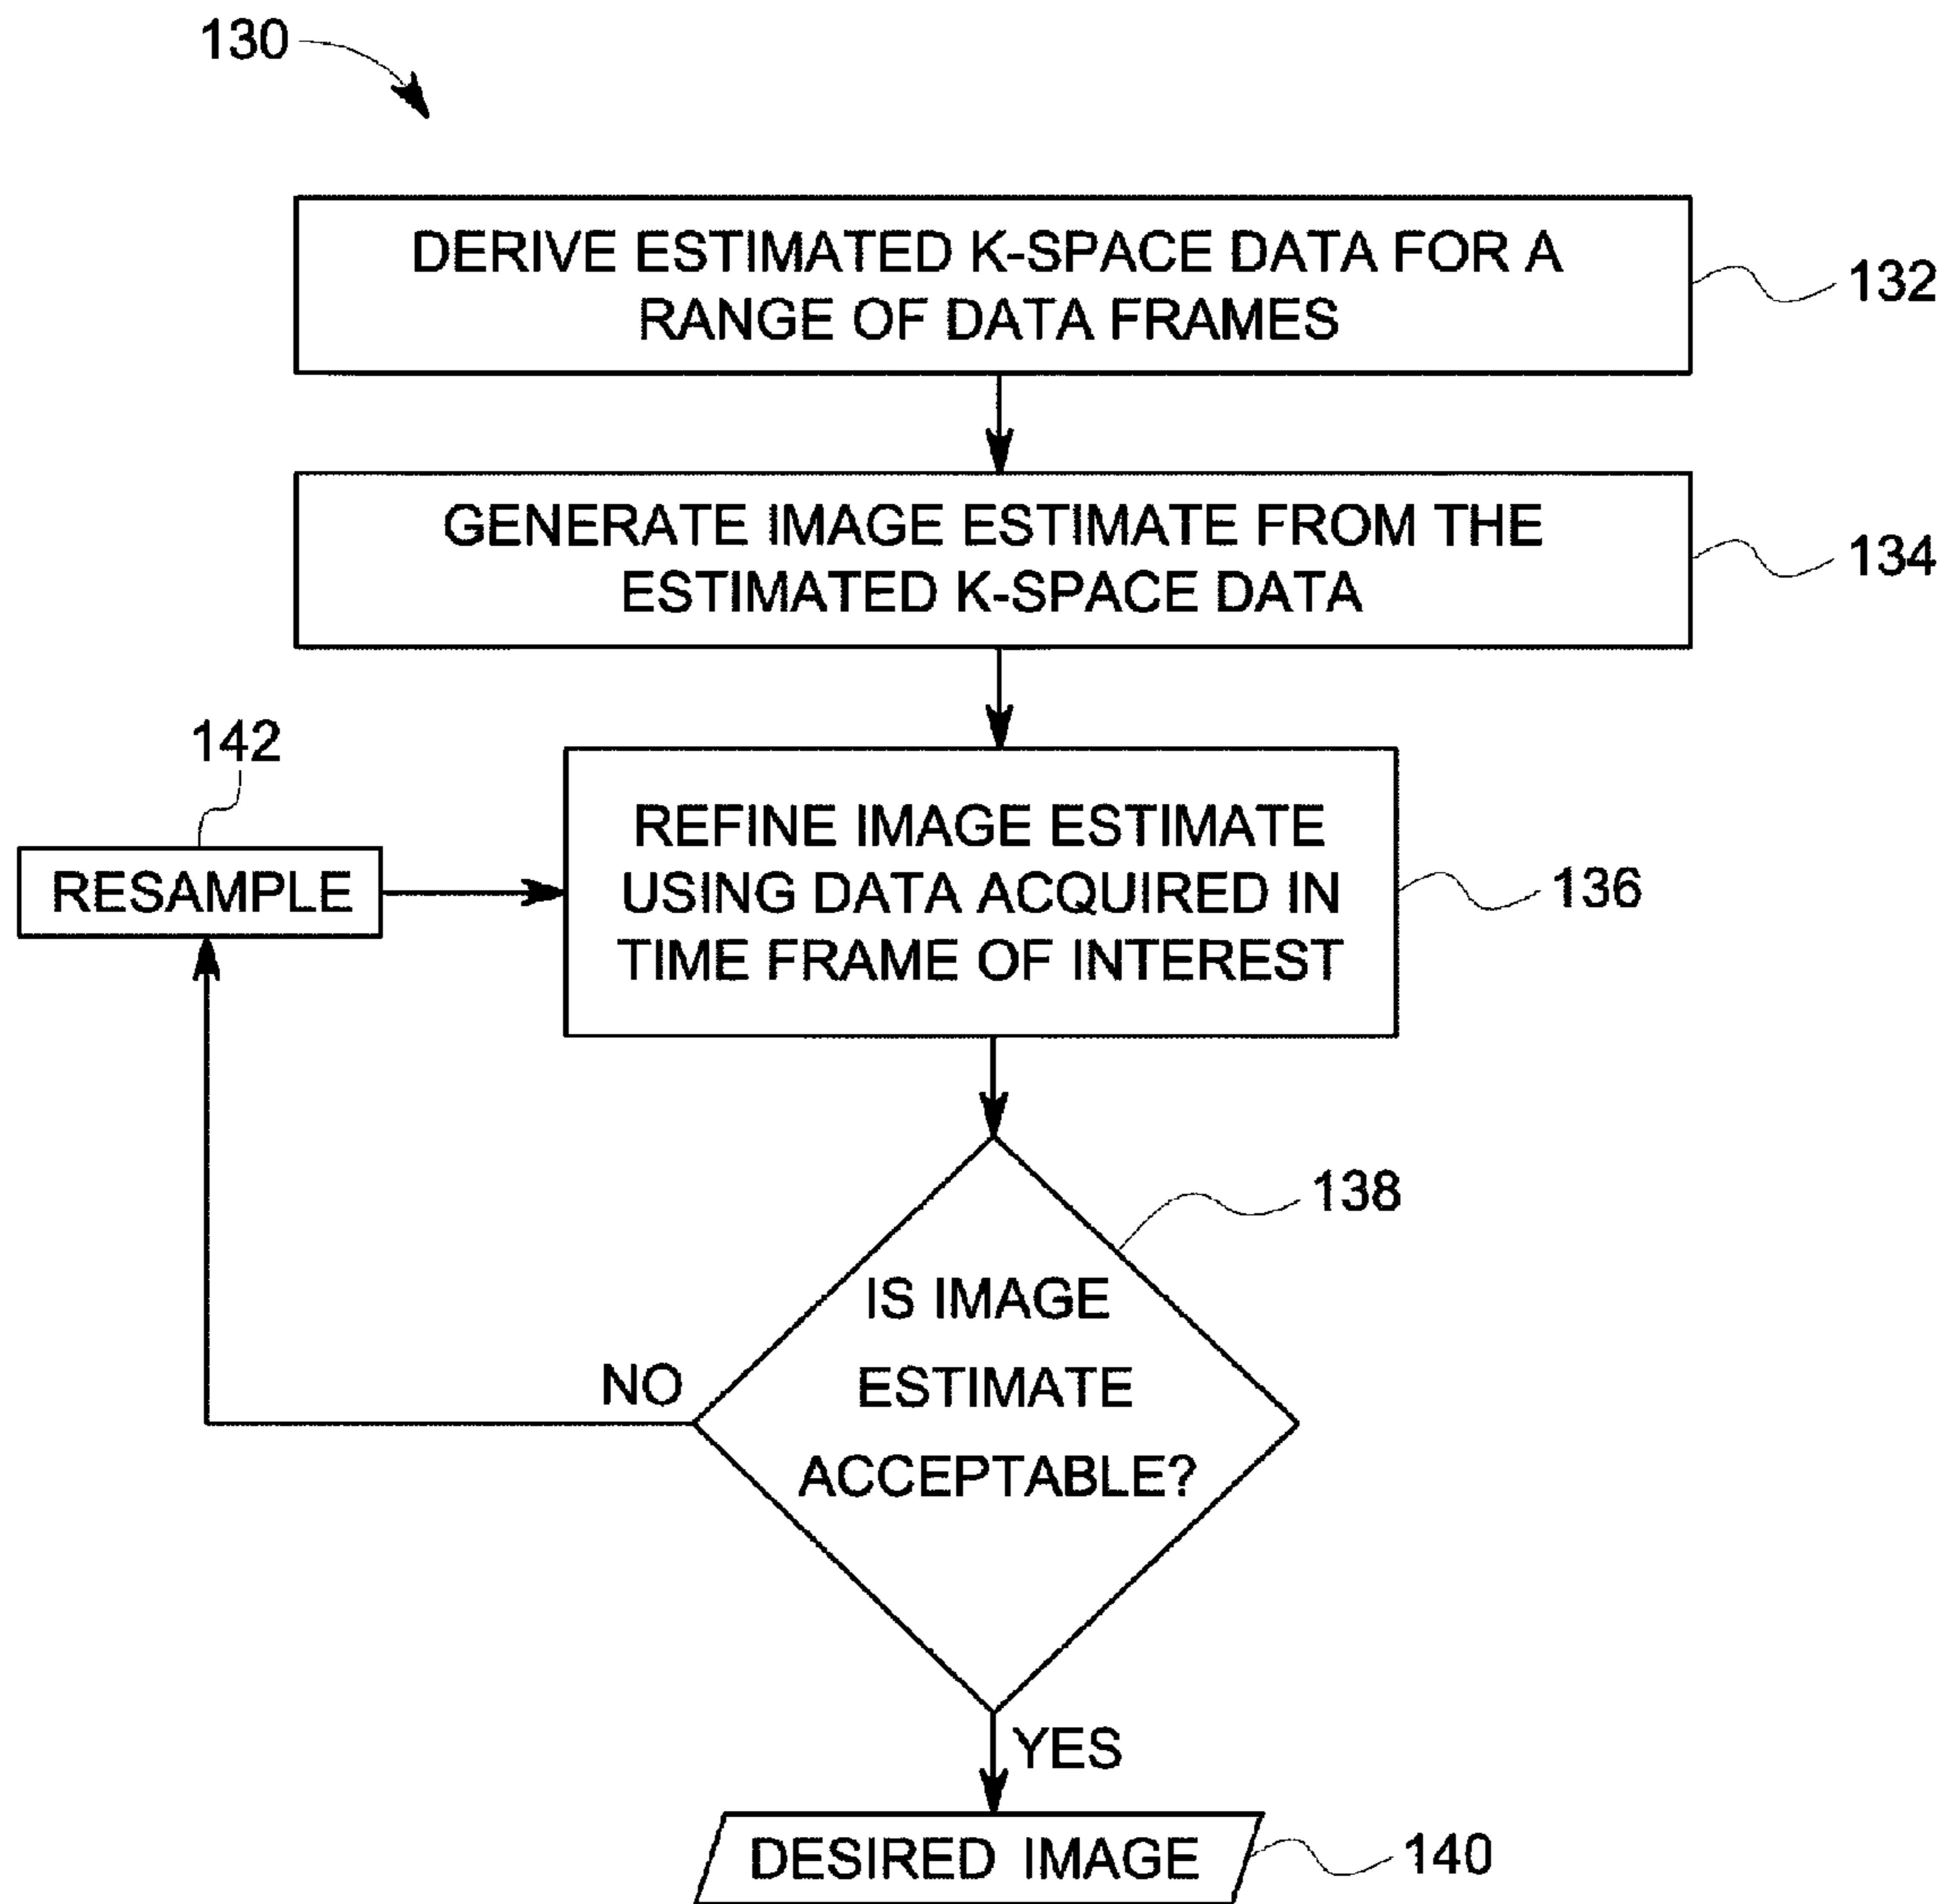 130
DERIVE ESTIMATED K-SPACE DATA FOR A
RANGE OF DATA FRAMES
132
GENERATE IMAGE ESTIMATE FROM THE
ESTIMATED K-SPACE DATA
134
142
RESAMPLE
REFINE IMAGE ESTIMATE
USING DATA ACQUIRED IN
TIME FRAME OF INTEREST
136
138
IS IMAGE
ESTIMATE
ACCEPTABLE?
NO
YES
DESIRED IMAGE
140